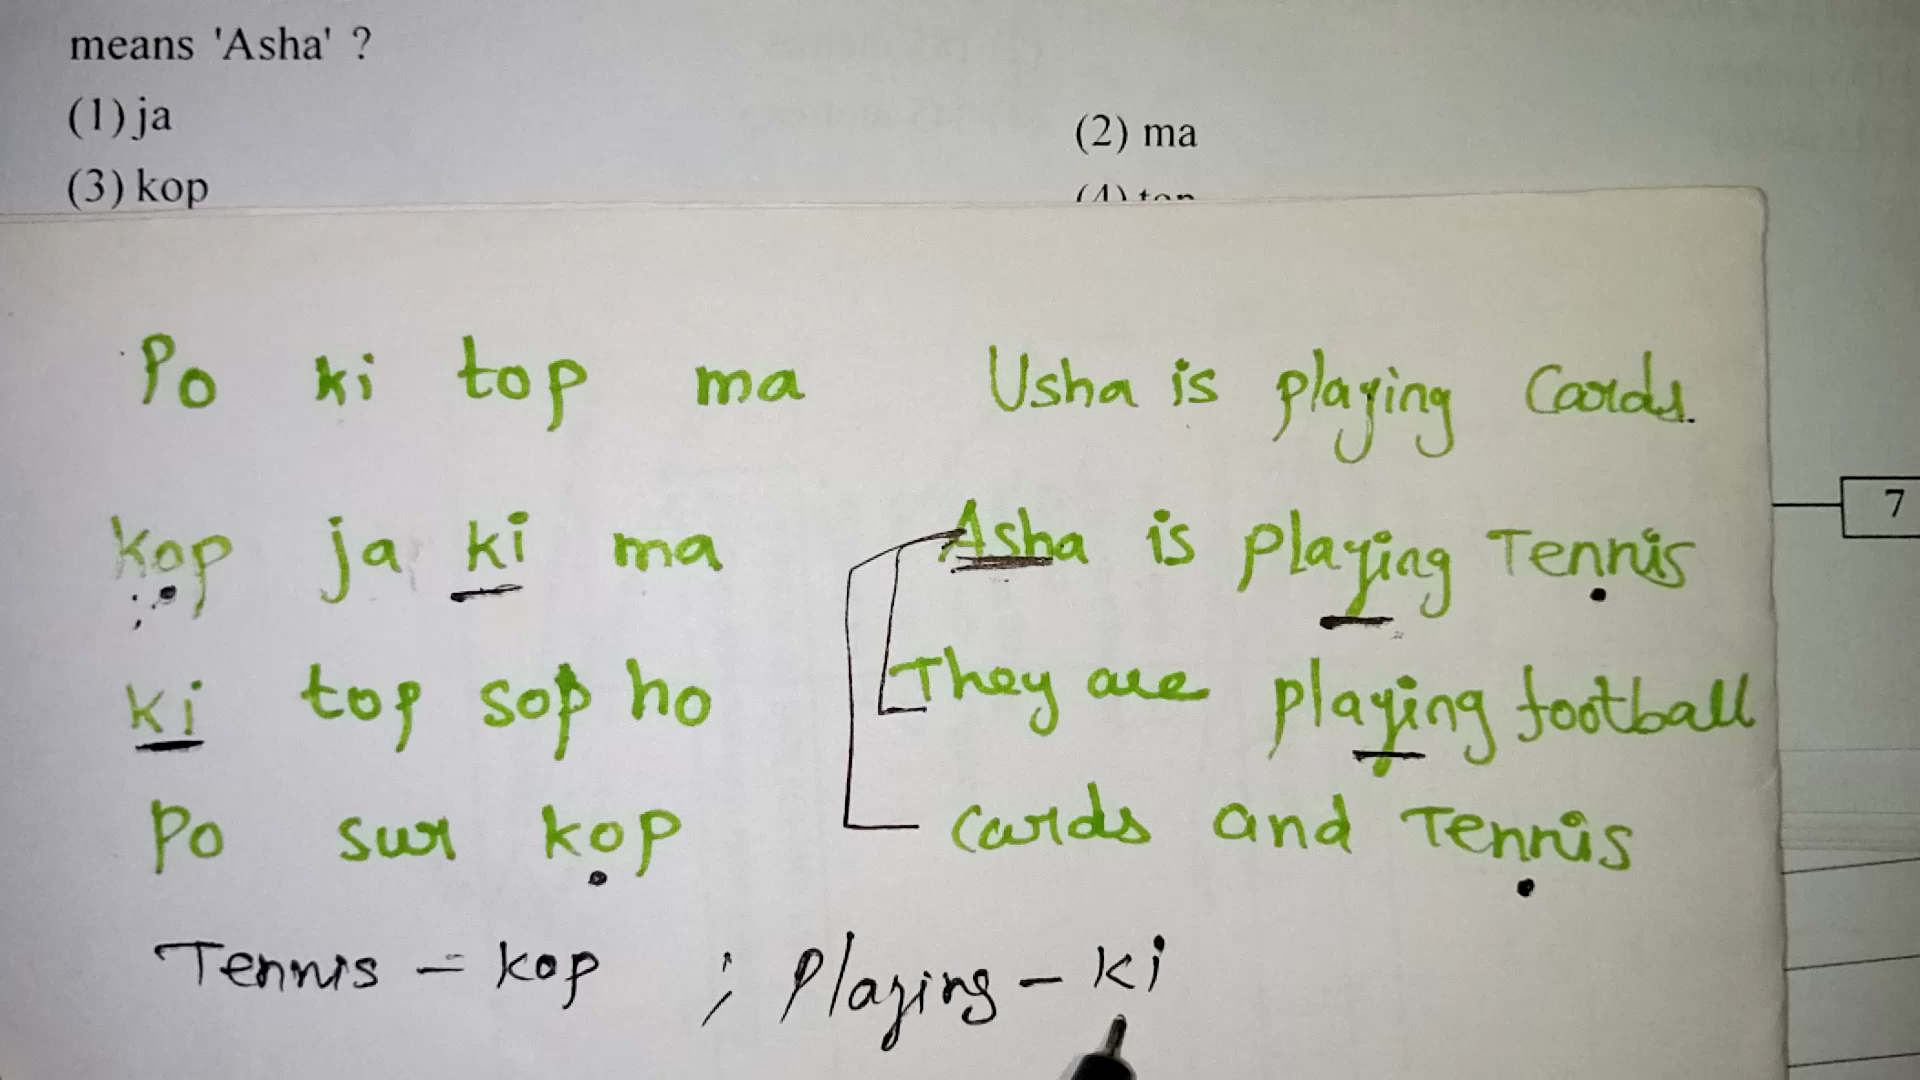 means 'Asha' ?
(1) ja
(2) ma
(3) kop
Po ki top ma Usha is playing Cards.
kop ja ki ma Asha is playing Tennis
ki top sop ho They are playing football
Po sur kop cards and Tennis
Tennis - kop ; Playing - ki
7